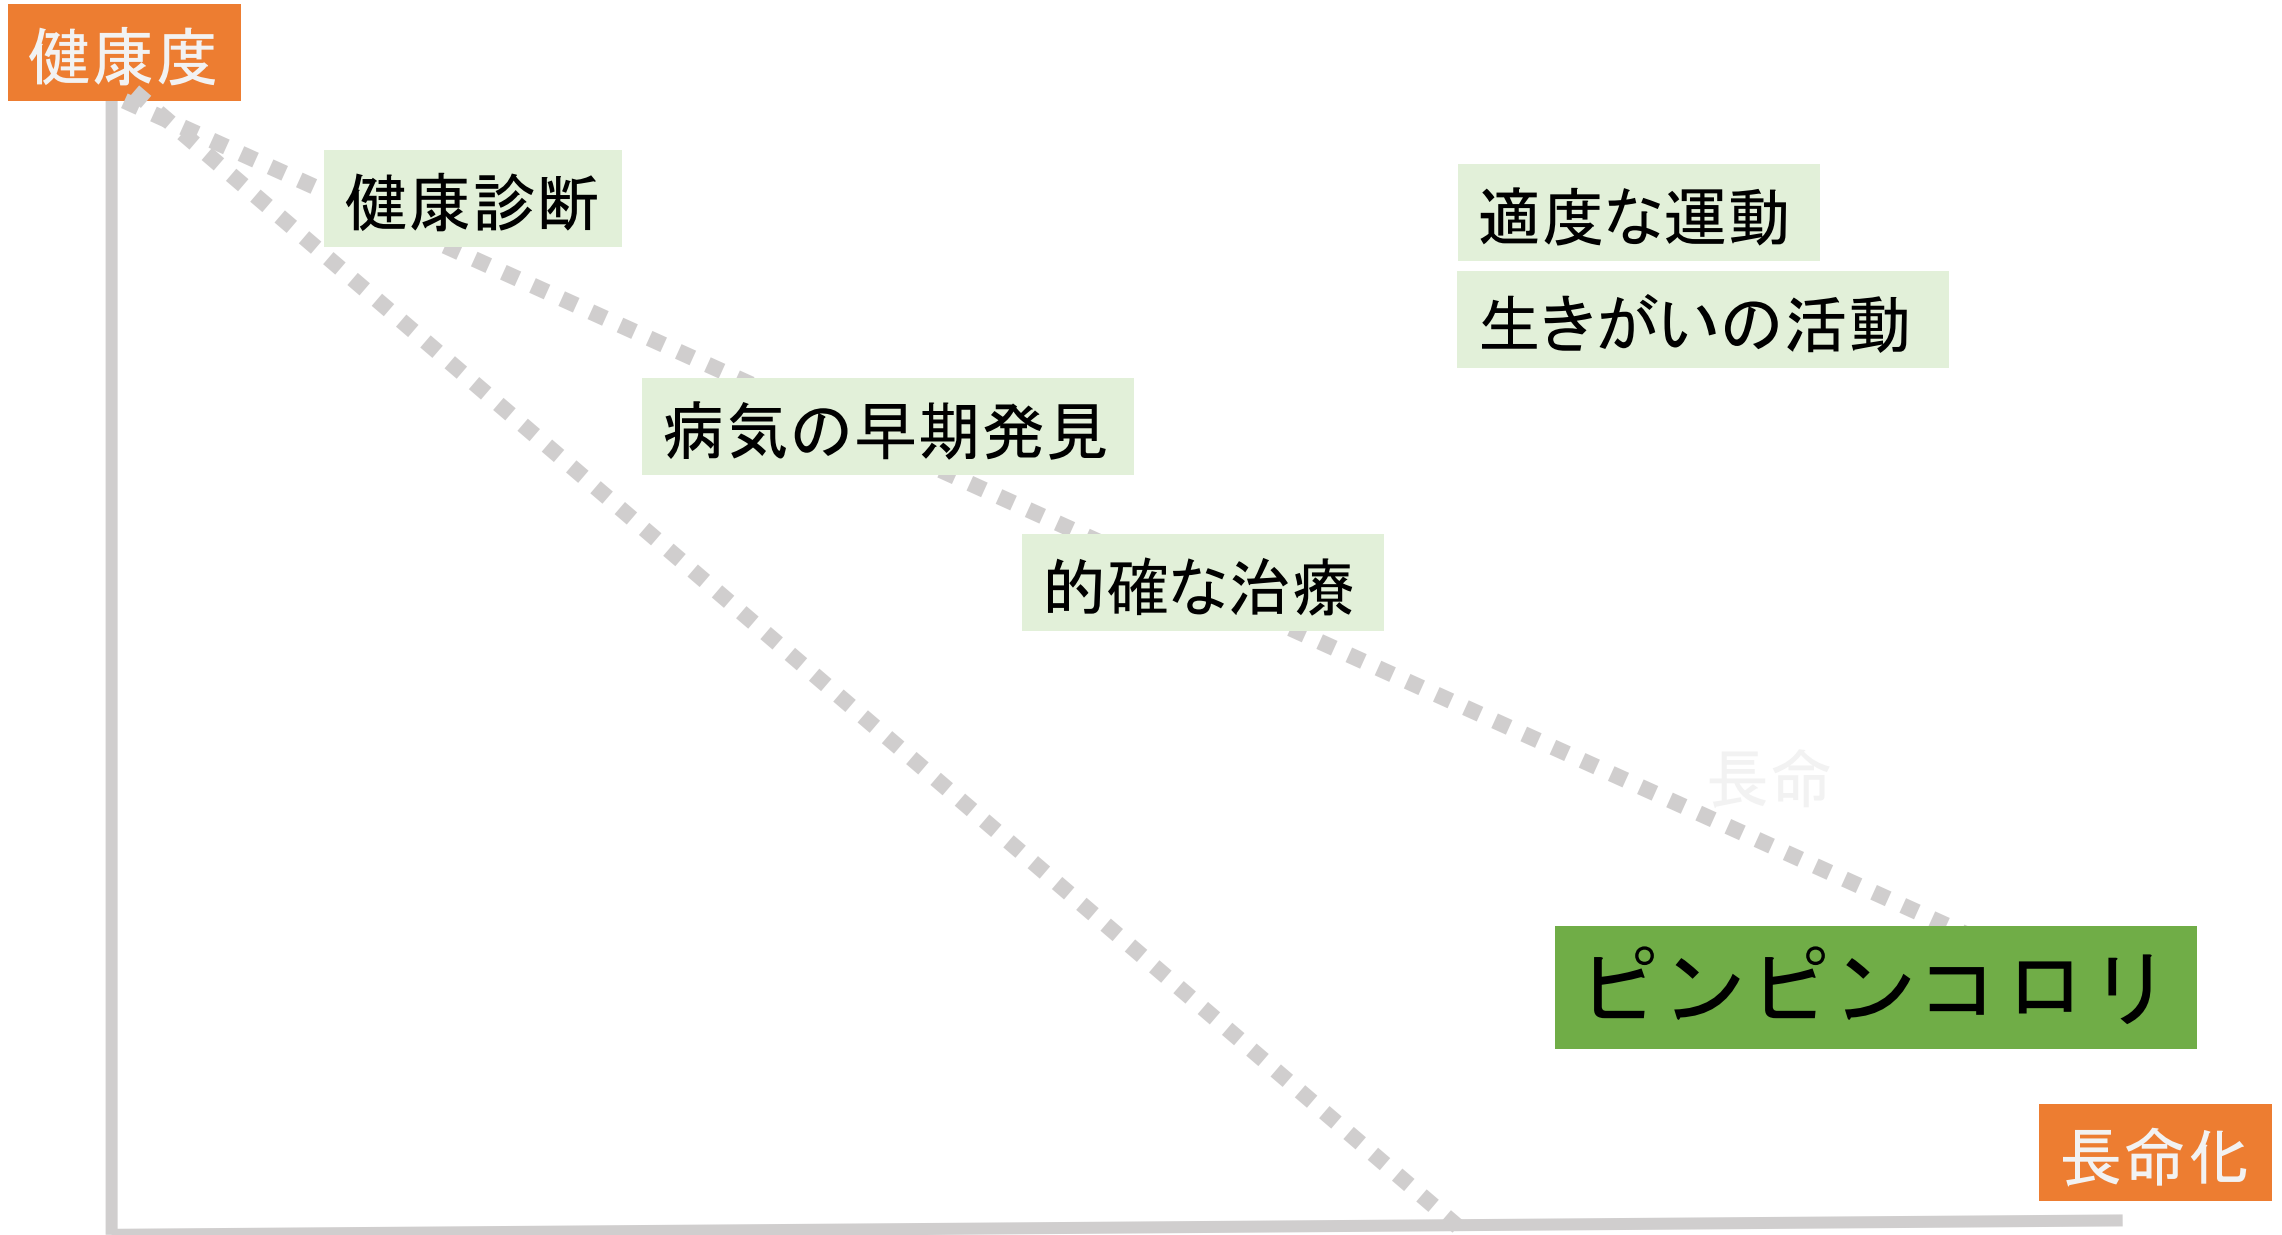 健康度
健康診断
適度な運動
生きがいの活動
病気の早期発見
的確な治療
長命
ピンピンコロリ
長命化